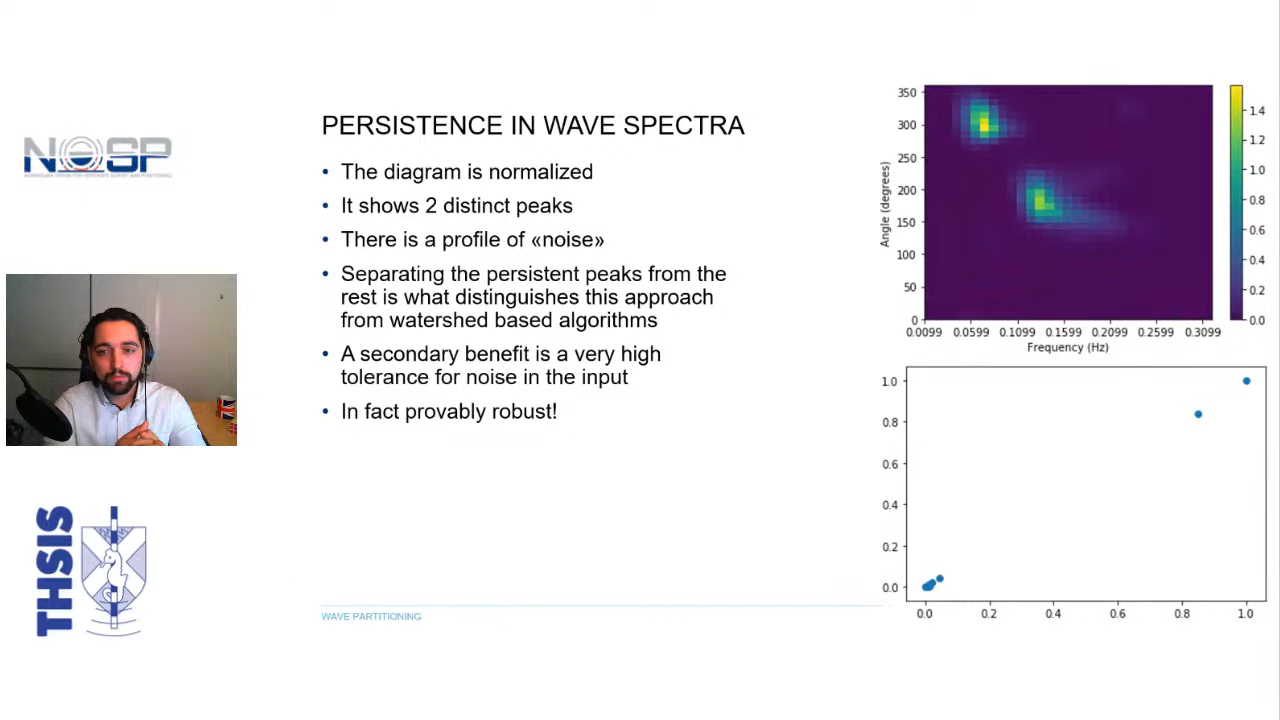 NOSP
THSIS
PERSISTENCE IN WAVE SPECTRA
• The diagram is normalized
• It shows 2 distinct peaks
• There is a profile of «noise»
• Separating the persistent peaks from the
rest is what distinguishes this approach
from watershed based algorithms
• A secondary benefit is a very high
tolerance for noise in the input
• In fact provably robust!
WAVE PARTITIONING
350
300
250
200
150
100
50
0
Angle (degrees)
0.0099 0.0599 0.1099 0.1599 0.2099 0.2599 0.3099
Frequency (Hz)
1.4
1.2
1.0
0.8
0.6
0.4
0.2
0.0
1.0
0.8
0.6
0.4
0.2
0.0
0.0 0.2 0.4 0.6 0.8 1.0